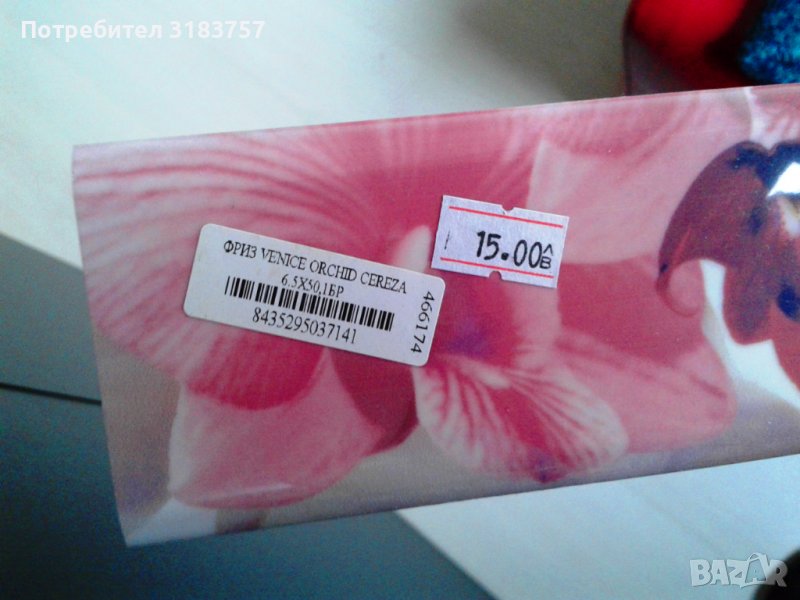 Потребител 3183757
ФРИЗ VENICE ORCHID CEREZA
6.5X50,1БР
8435295037141
466174
15.00ЛВ
BAZAR